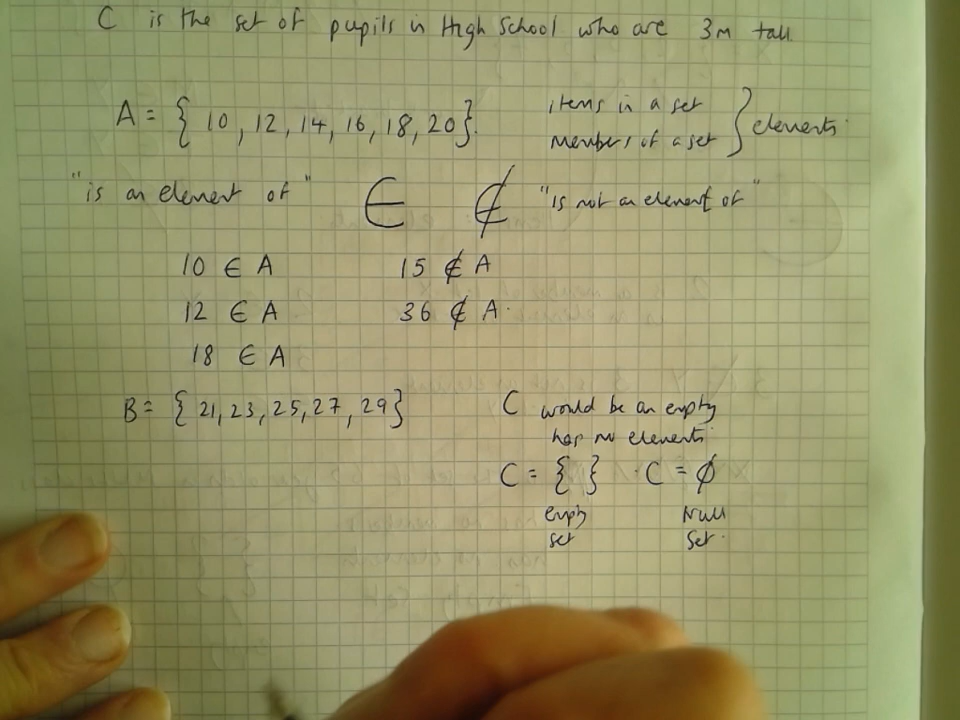 C is the set of pupils in High School who are 3m tall.
A = { 10, 12, 14, 16, 18, 20 }. items in a set } elements.
members of a set
"is an element of" ∈ ∉ "is not an element of"
10 ∈ A 15 ∉ A
12 ∈ A 36 ∉ A.
18 ∈ A
B = { 21, 23, 25, 27, 29 } C would be an empty
has no elements
C = { } . C = ∅
empty Null
set set.